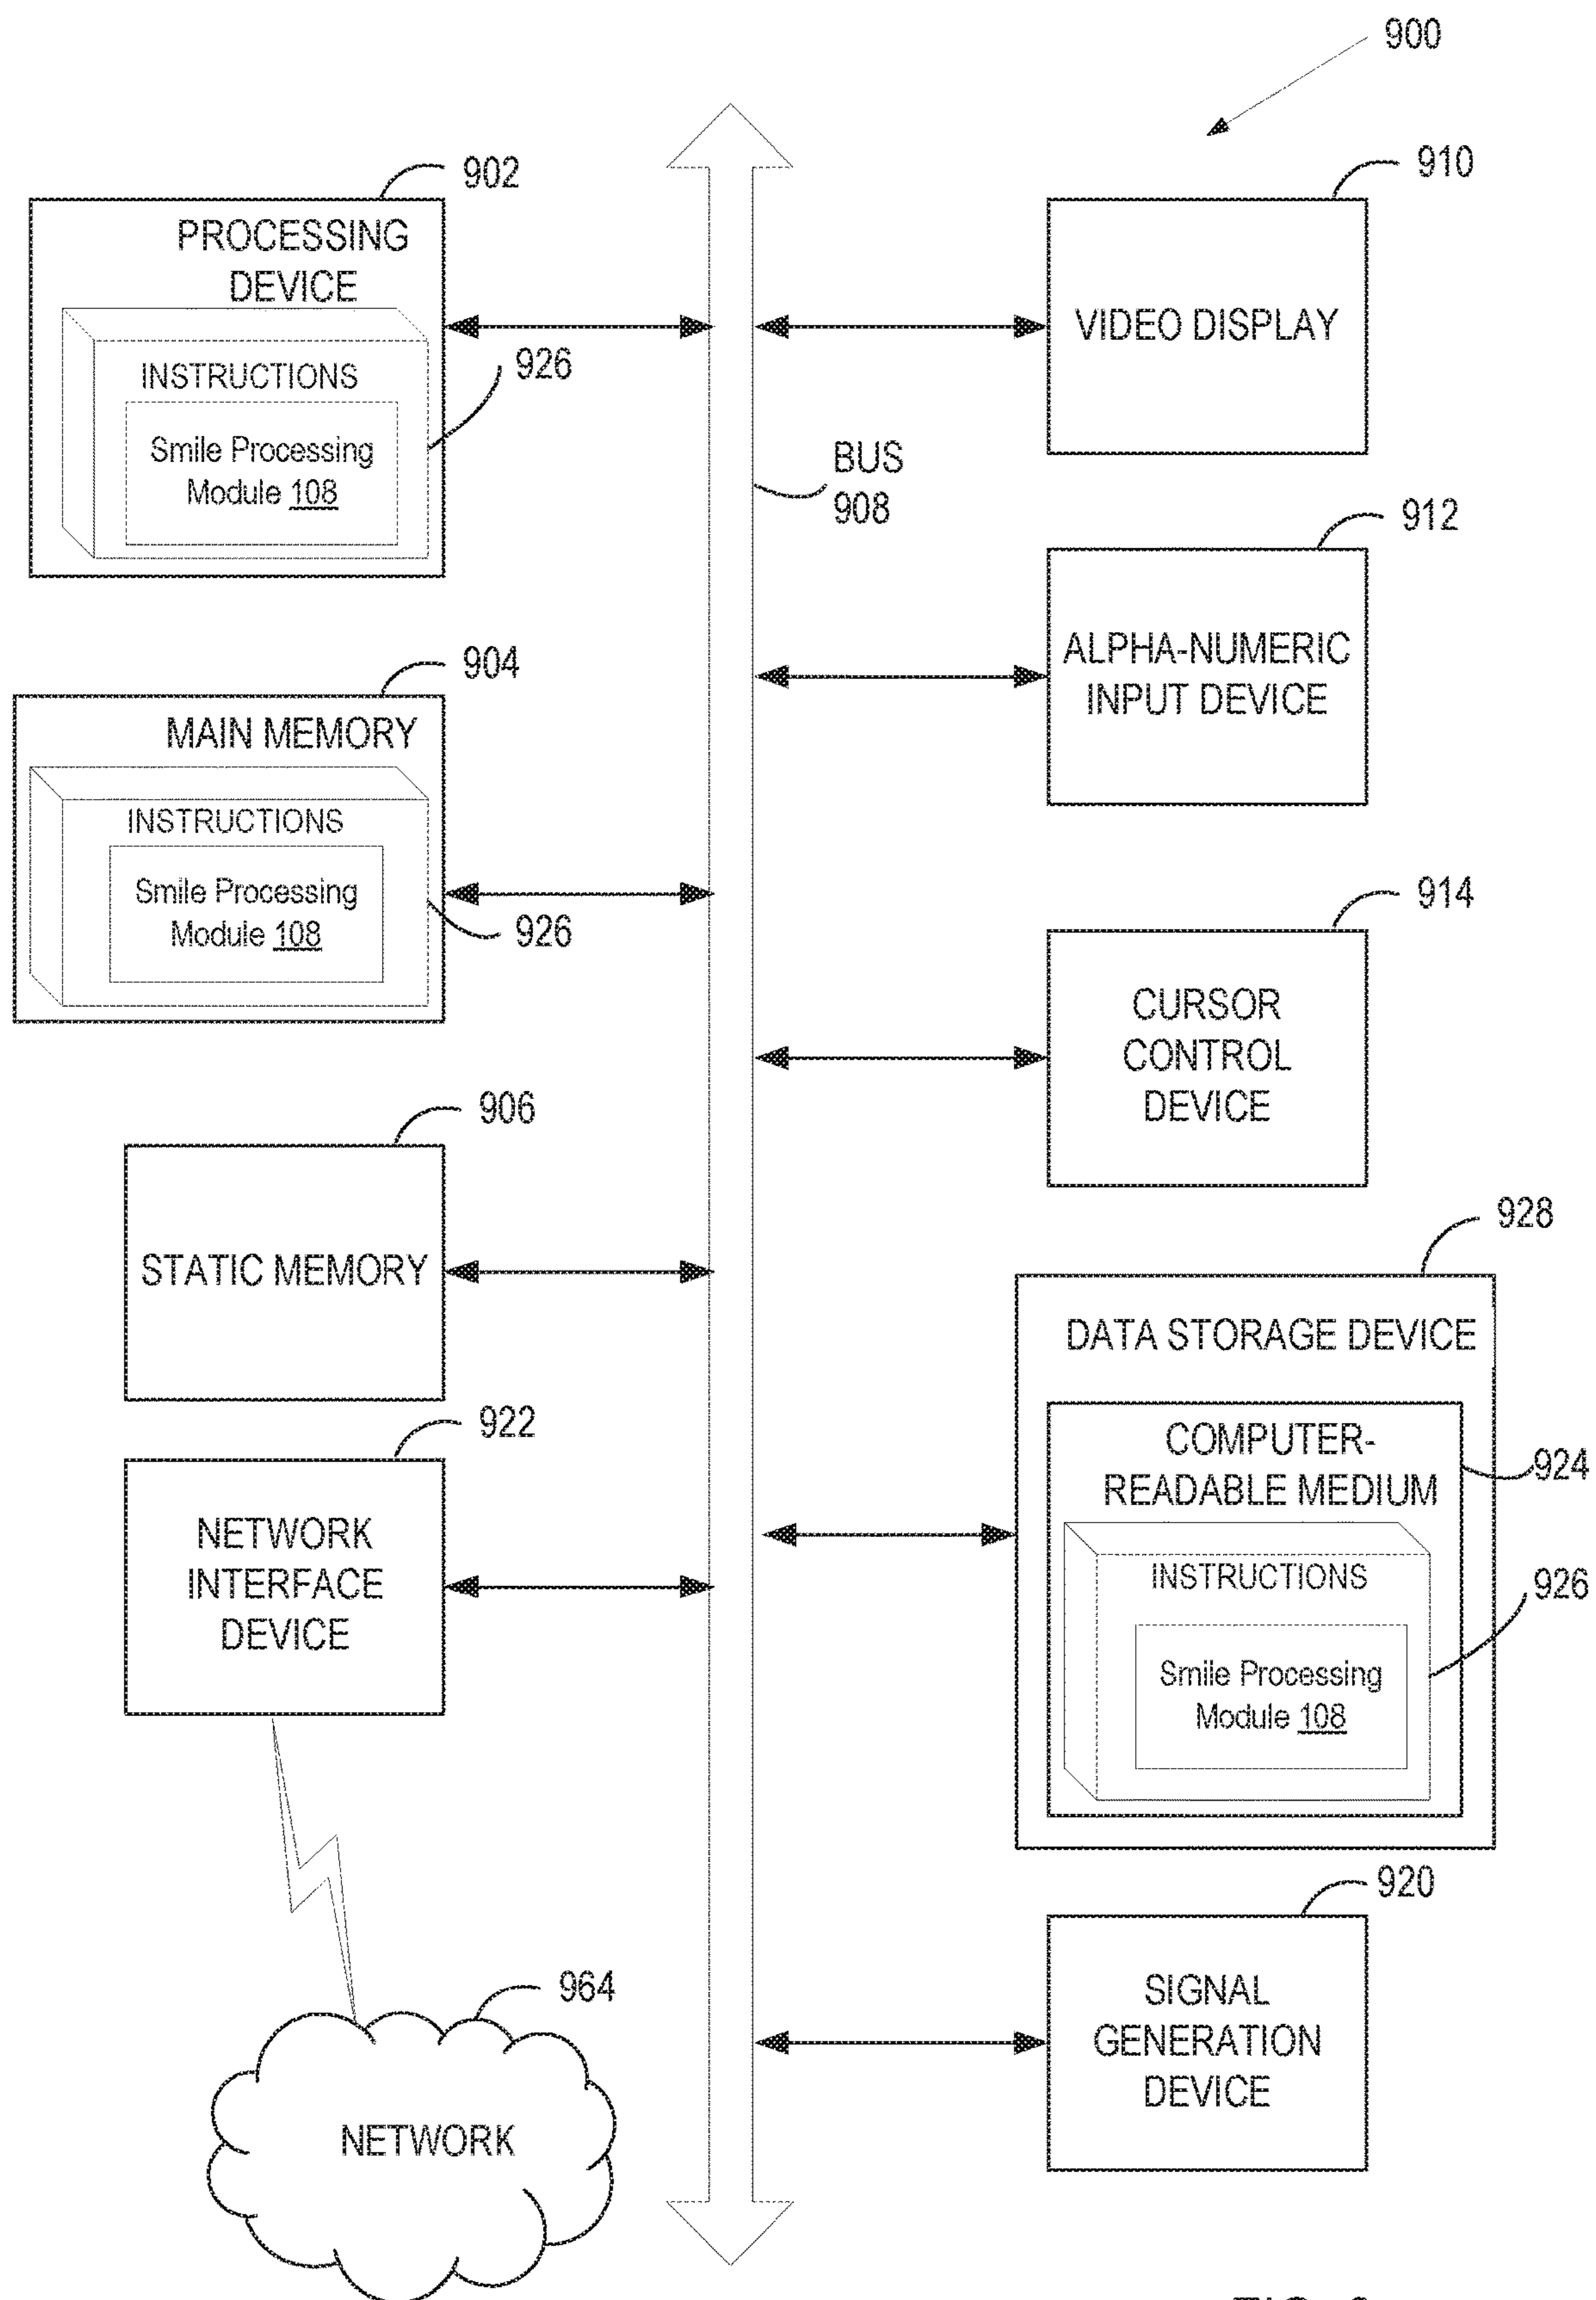 900
902
PROCESSING
DEVICE
INSTRUCTIONS
926
Smile Processing
Module 108
910
VIDEO DISPLAY
BUS
908
912
ALPHA-NUMERIC
INPUT DEVICE
904
MAIN MEMORY
INSTRUCTIONS
Smile Processing
Module 108
926
914
CURSOR
CONTROL
DEVICE
906
STATIC MEMORY
928
DATA STORAGE DEVICE
COMPUTER-
READABLE MEDIUM
924
INSTRUCTIONS
926
Smile Processing
Module 108
922
NETWORK
INTERFACE
DEVICE
920
SIGNAL
GENERATION
DEVICE
964
NETWORK